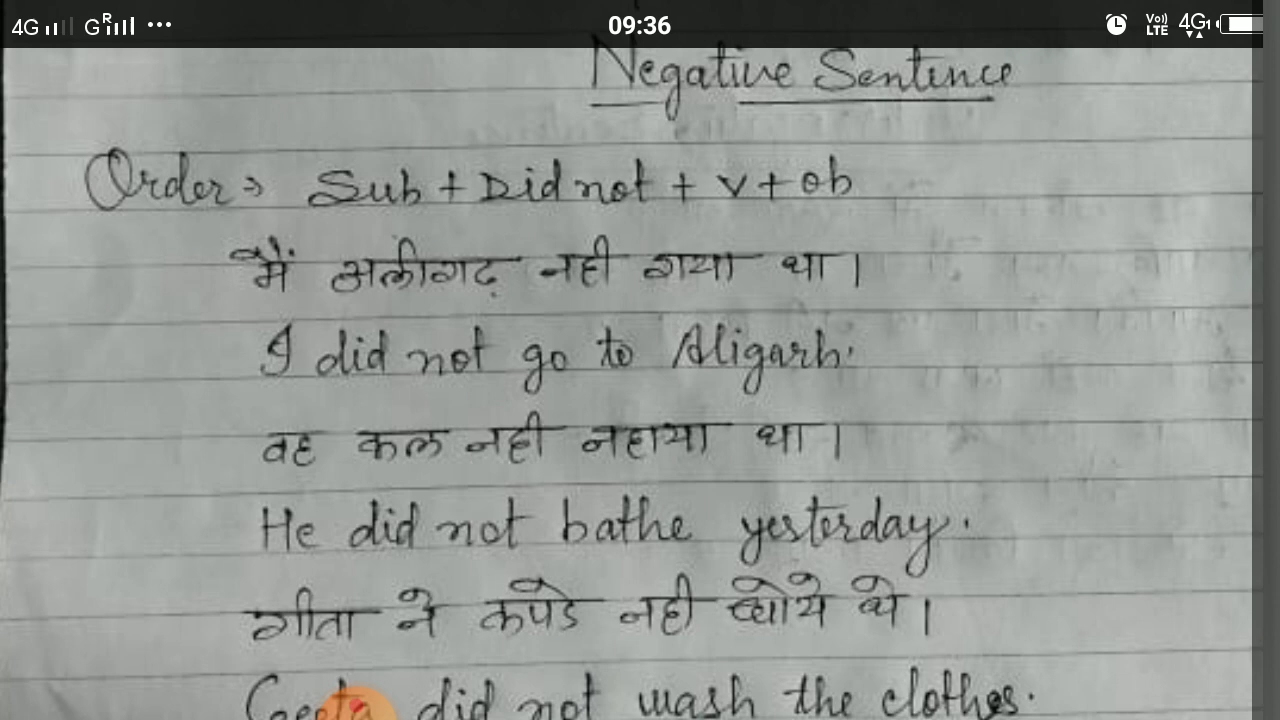 4G G R ... 09:36 Vo) LTE 4G1
Negative Sentence
Order⇒ Sub + Did not + V + ob
मैं अलीगढ़ नही गया था।
I did not go to Aligarh.
वह कल नही नहाया था।
He did not bathe yesterday.
गीता ने कपडे नही धोये थे।
Geeta did not wash the clothes.